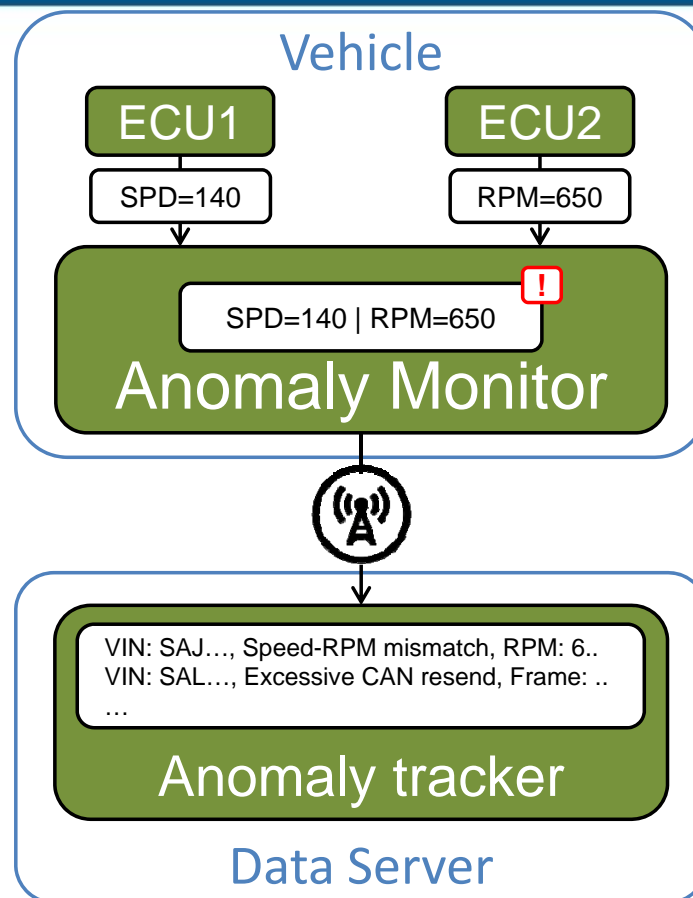 Vehicle
ECU1 ECU2
SPD=140 RPM=650
!
SPD=140 | RPM=650
Anomaly Monitor
VIN: SAJ…, Speed-RPM mismatch, RPM: 6..
VIN: SAL…, Excessive CAN resend, Frame: ..
…
Anomaly tracker
Data Server